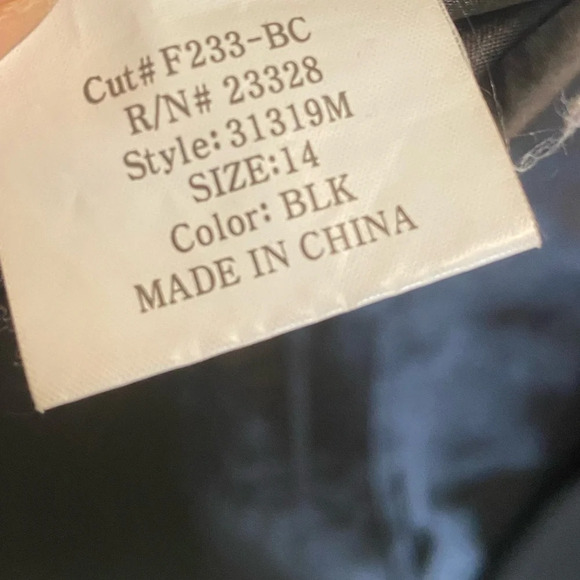 Cut# F233-BC
R/N# 23328
Style: 31319M
SIZE:14
Color: BLK
MADE IN CHINA